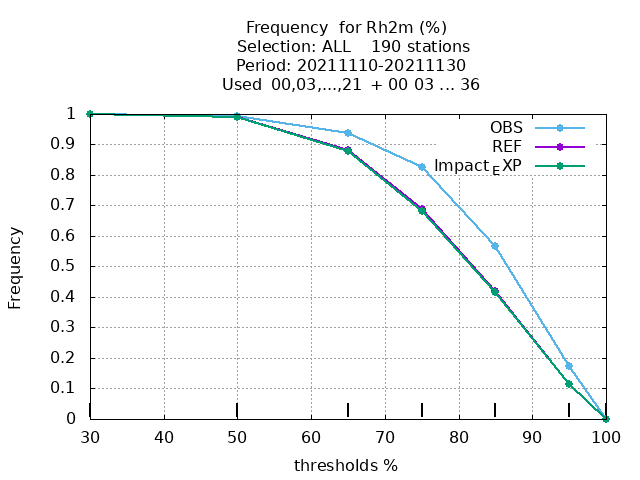 Frequency for Rh2m (%)
Selection: ALL 190 stations
Period: 20211110-20211130
Used 00,03,...,21 + 00 03 ... 36
OBS
REF
Impact_EXP
1
0.9
0.8
0.7
0.6
0.5
0.4
0.3
0.2
0.1
0
Frequency
30 40 50 60 70 80 90 100
thresholds %